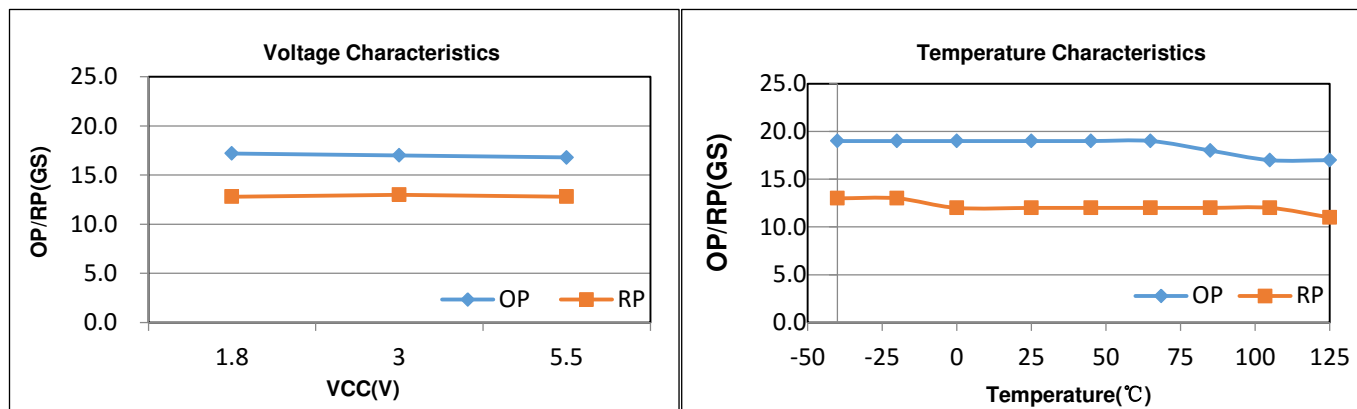 Voltage Characteristics
OP/RP(GS)
25.0
20.0
15.0
10.0
5.0
0.0
OP RP
1.8 3 5.5
VCC(V)
Temperature Characteristics
OP/RP(GS)
25.0
20.0
15.0
10.0
5.0
0.0
OP RP
-50 -25 0 25 50 75 100 125
Temperature(℃)